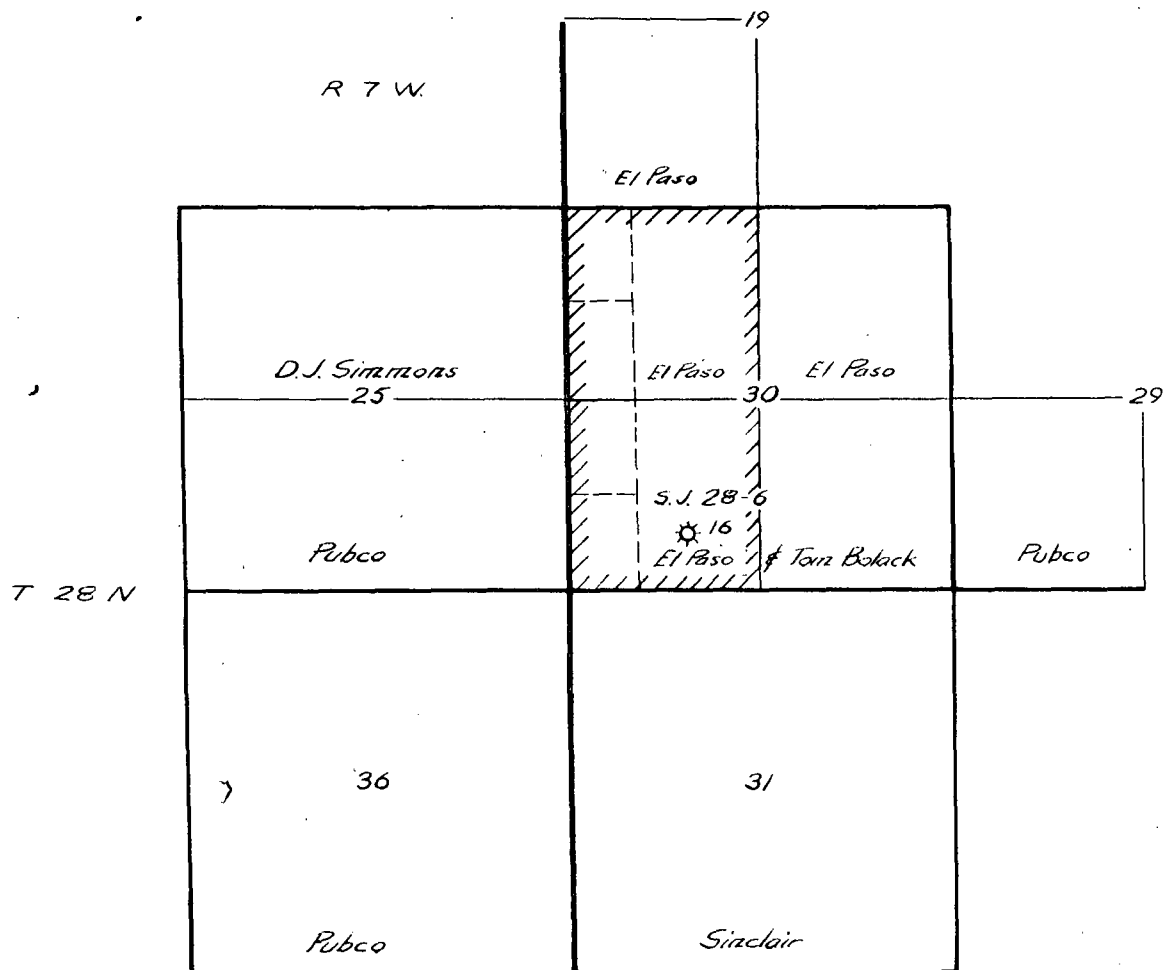 19
R 7 W.
El Paso
D.J. Simmons
El Paso
El Paso
25
30
29
S.J. 28-6
16
Pubco
El Paso & Tom Bolack
Pubco
T 28 N
36
31
Pubco
Sinclair